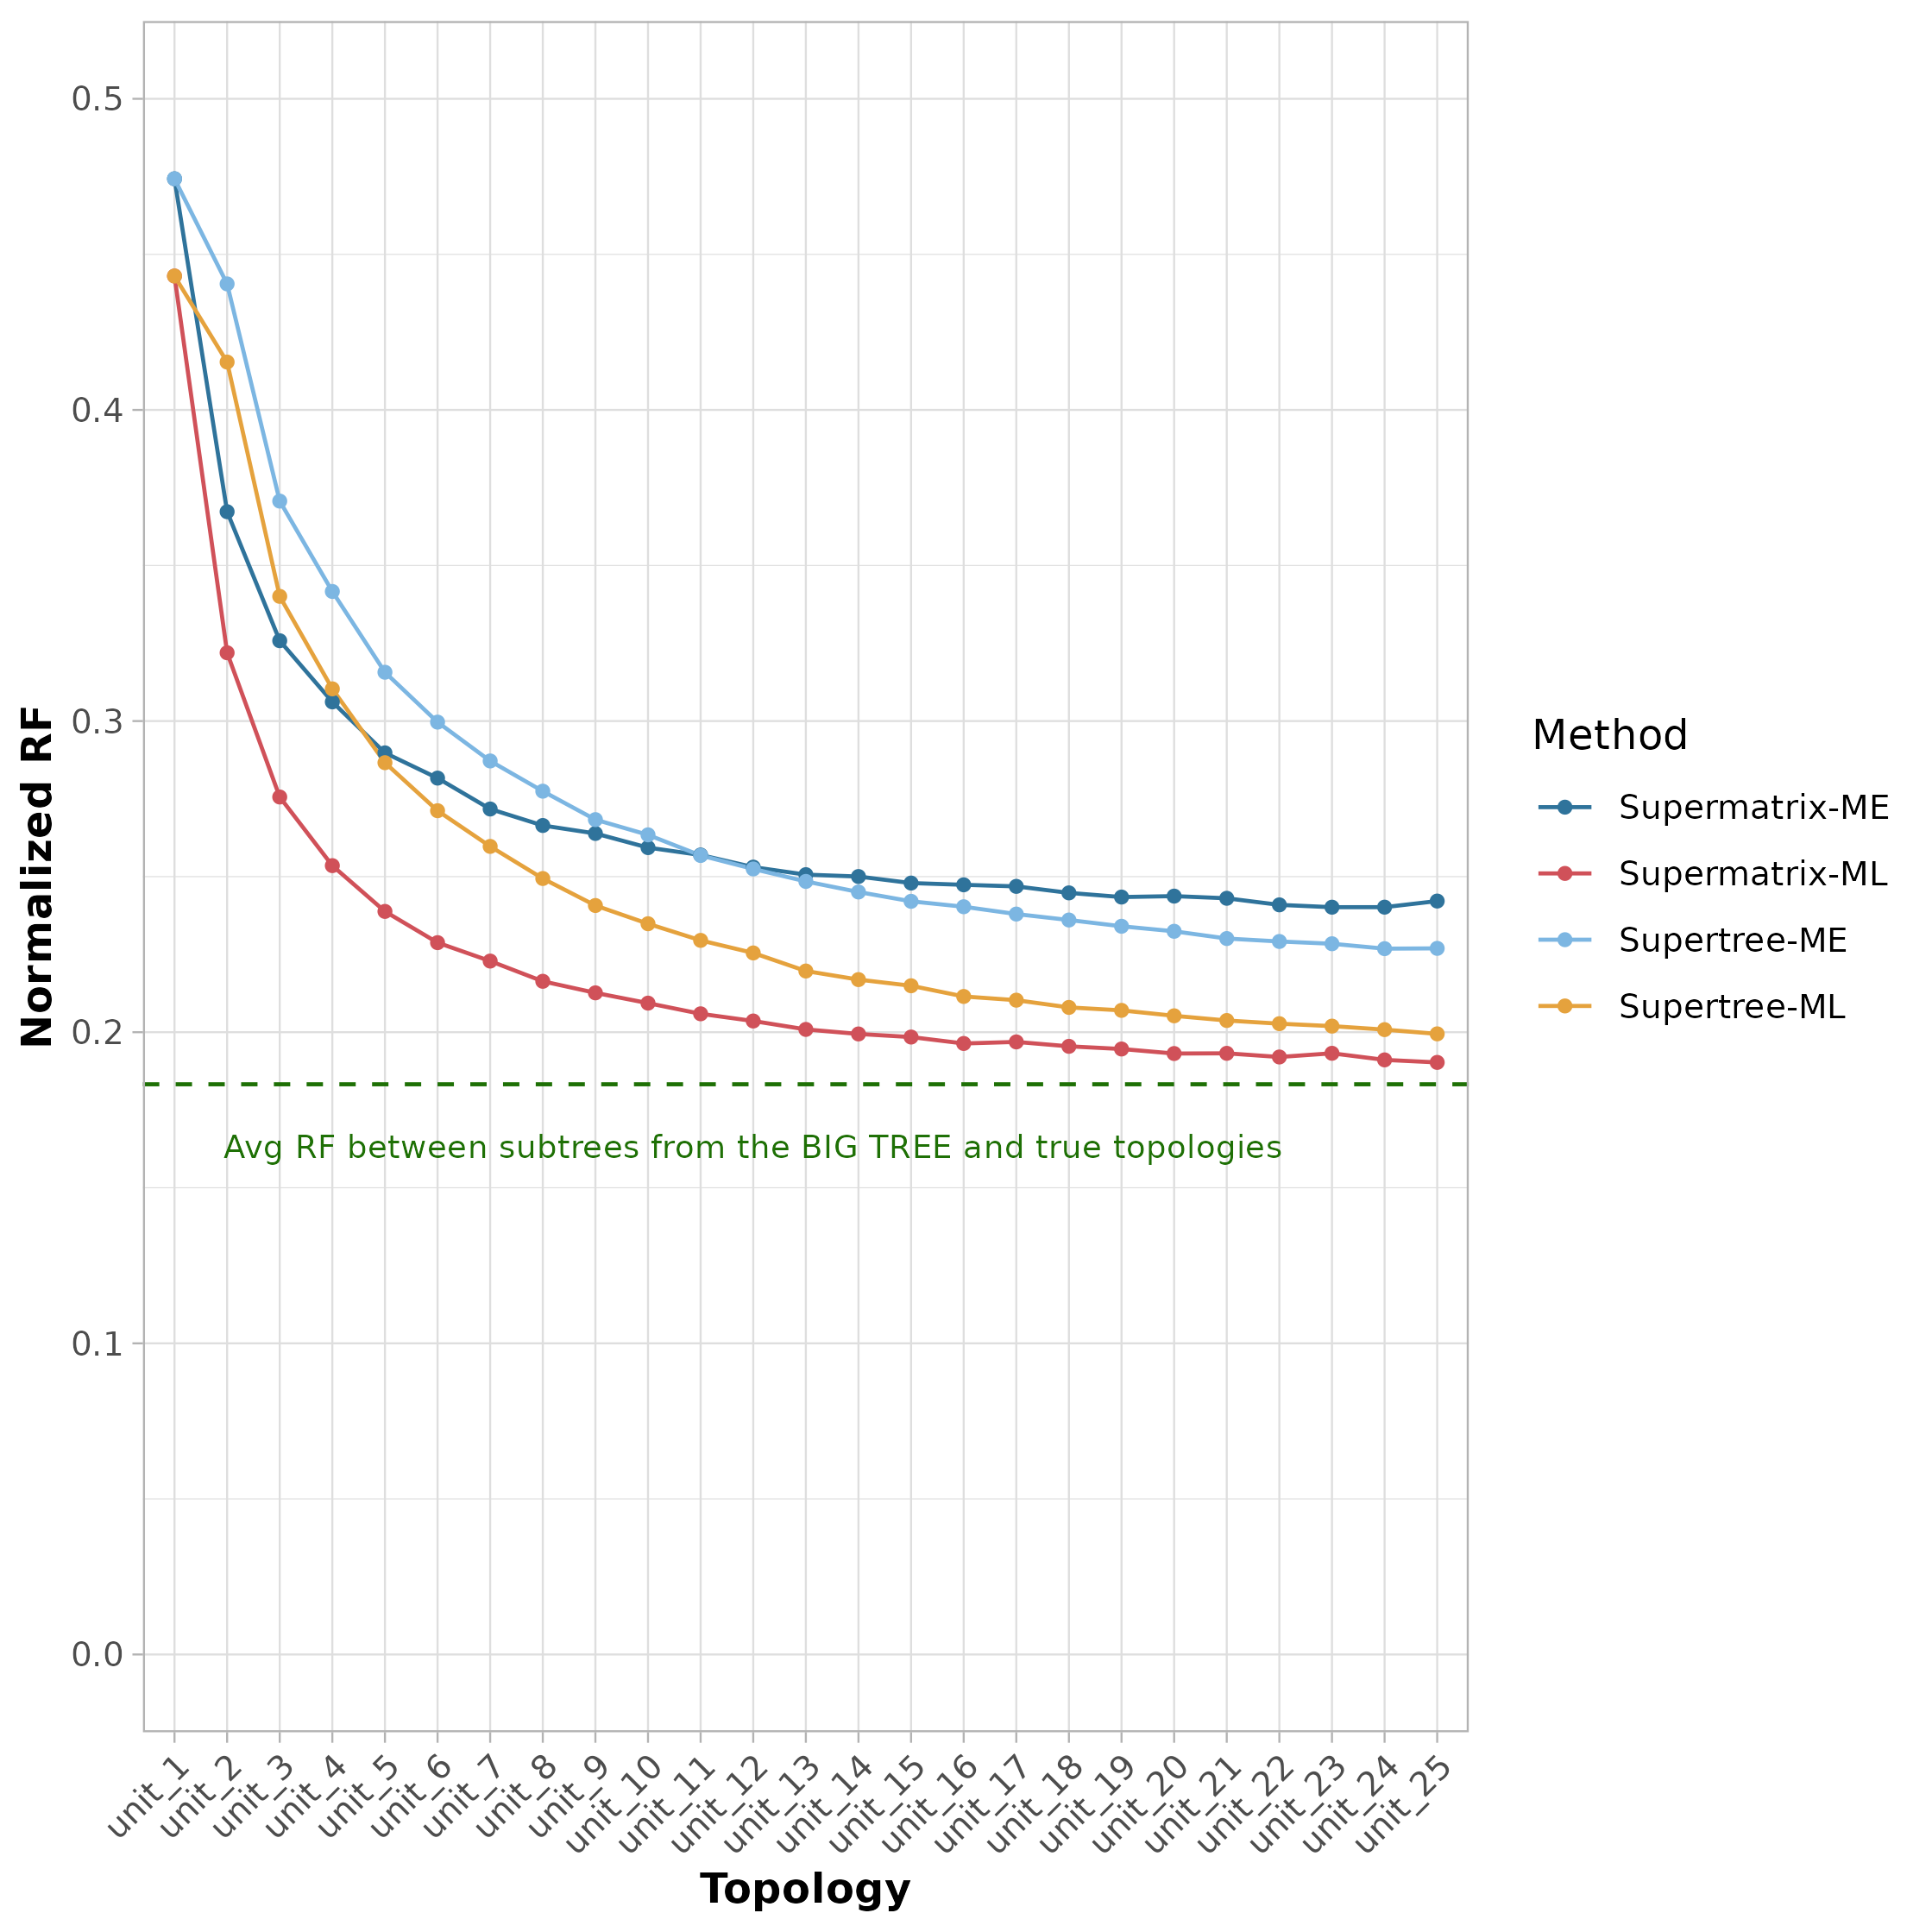 0.5
0.4
0.3
0.2
0.1
0.0
Normalized RF
Avg RF between subtrees from the BIG TREE and true topologies
unit_1
unit_2
unit_3
unit_4
unit_5
unit_6
unit_7
unit_8
unit_9
unit_10
unit_11
unit_12
unit_13
unit_14
unit_15
unit_16
unit_17
unit_18
unit_19
unit_20
unit_21
unit_22
unit_23
unit_24
unit_25
Topology
Method
Supermatrix-ME
Supermatrix-ML
Supertree-ME
Supertree-ML